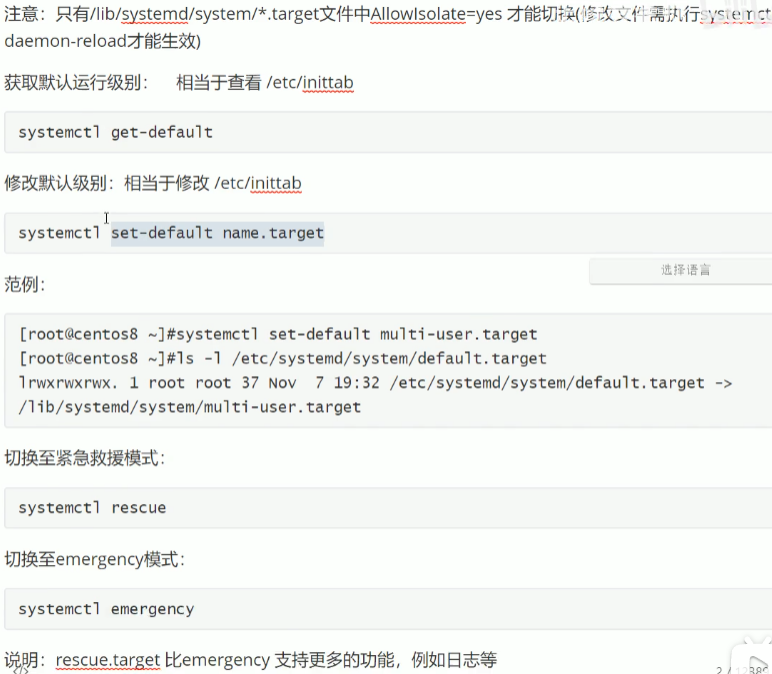 注意：只有/lib/systemd/system/*.target文件中AllowIsolate=yes 才能切换(修改文件需执行systemct
daemon-reload才能生效)
获取默认运行级别： 相当于查看 /etc/inittab
systemctl get-default
修改默认级别：相当于修改 /etc/inittab
systemctl set-default name.target
选择语言
范例：
[root@centos8 ~]#systemctl set-default multi-user.target
[root@centos8 ~]#ls -l /etc/systemd/system/default.target
lrwxrwxrwx. 1 root root 37 Nov  7 19:32 /etc/systemd/system/default.target ->
/lib/systemd/system/multi-user.target
切换至紧急救援模式：
systemctl rescue
切换至emergency模式：
systemctl emergency
说明：rescue.target 比emergency 支持更多的功能，例如日志等